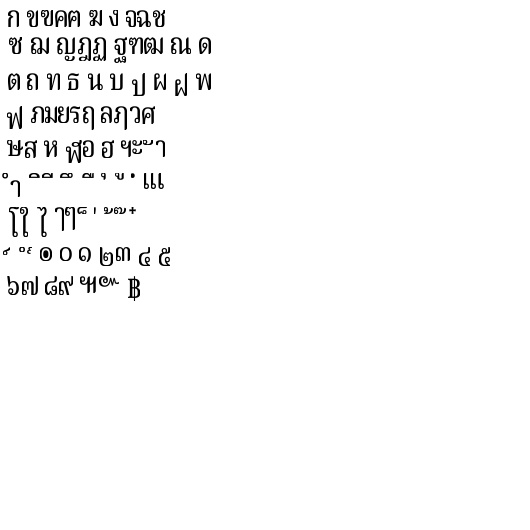 ก ขฃคฅ ฆ ง จฉช
ซ ฌ ญฎฏ ฐฑฒ ณ ด
ต ถ ท ธ น บ ป ผ ฝ พ
ฟ ภมยรฤ ลฦวศ
ษส ห ฬอ ฮ ฯะ ั า
 ำ ิ ี ึ ื ุ ู ฺ เแ
โใ ไ ๅๆ ็ ่ ้ ๊ ๋
 ์ ํ ๎ ๏ ๐ ๑ ๒๓ ๔ ๕
๖๗ ๘๙ ๚๛ ฿